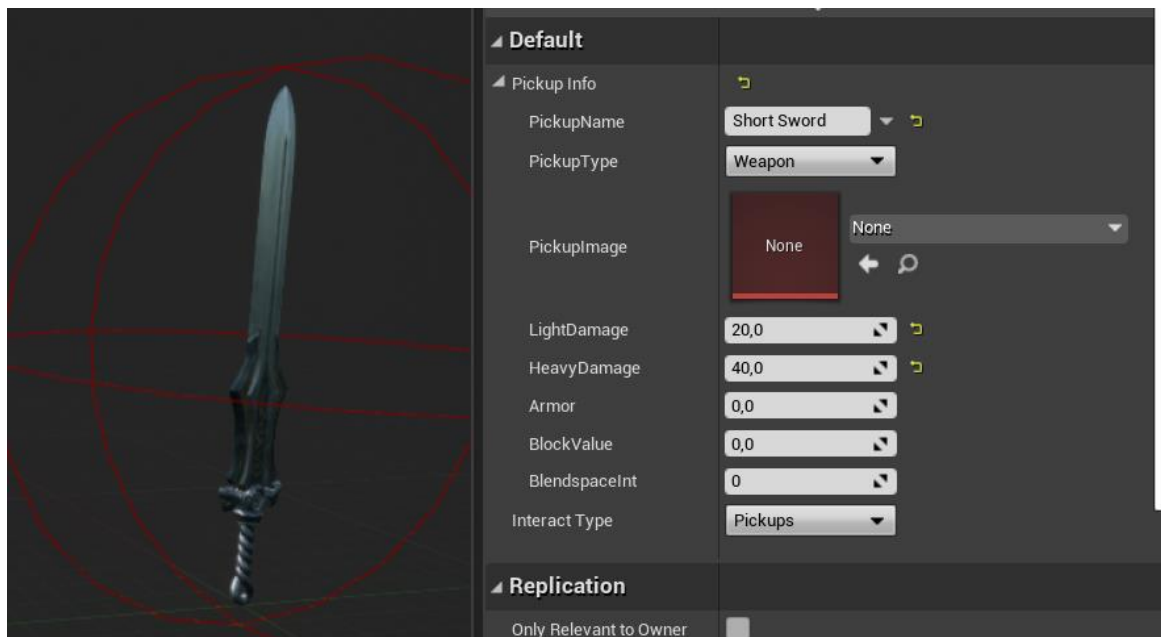 Default
Pickup Info
PickupName Short Sword
PickupType Weapon
PickupImage None None
LightDamage 20,0
HeavyDamage 40,0
Armor 0,0
BlockValue 0,0
BlendspaceInt 0
Interact Type Pickups
Replication
Only Relevant to Owner